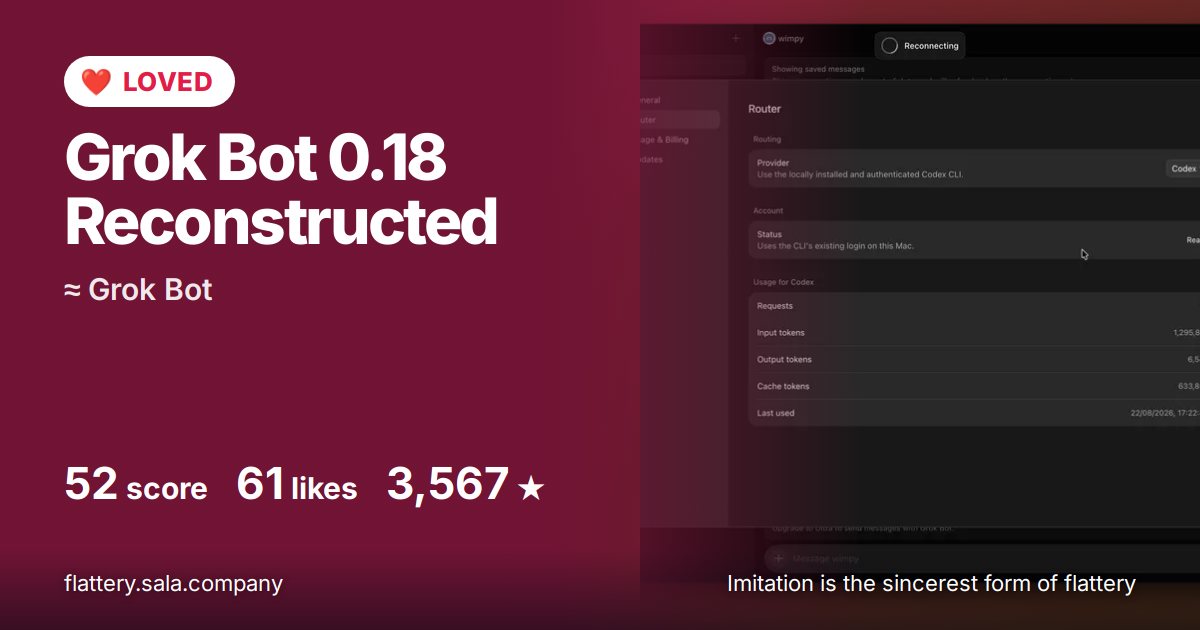 ❤️ LOVED
Grok Bot 0.18
Reconstructed
≈ Grok Bot
52 score 61 likes 3,567 ★
flattery.sala.company
Imitation is the sincerest form of flattery
wimpy
Reconnecting
Showing saved messages
Router
Routing
Provider
Use the locally installed and authenticated Codex CLI.
Codex
Account
Status
Uses the CLI's existing login on this Mac.
Usage for Codex
Requests
Input tokens
Output tokens
Cache tokens
Last used
22/08/2026, 17:22
Message wimpy